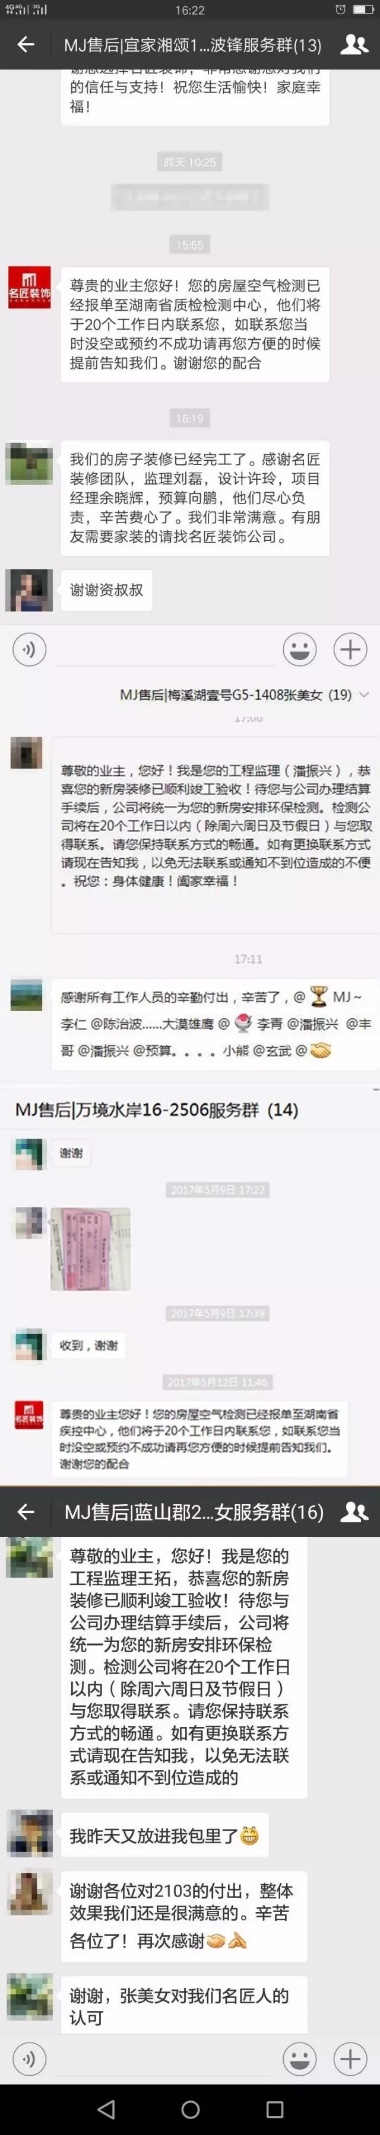 16:22
MJ售后|宜家湘颂1...波锋服务群(13)
的信任与支持！祝您生活愉快！家庭幸
福！
昨天 10:25
15:55
名匠装饰
尊贵的业主您好！您的房屋空气检测已
经报单至湖南省质检检测中心，他们将
于20个工作日内联系您，如联系您当
时没空或预约不成功请再您方便的时候
提前告知我们。谢谢您的配合
16:19
我们的房子装修已经完工了。感谢名匠
装修团队，监理刘磊，设计许玲，项目
经理余晓辉，预算向鹏，他们尽心负
责，辛苦费心了。我们非常满意。有朋
友需要家装的请找名匠装饰公司。
谢谢资叔叔
MJ售后|梅溪湖壹号G5-1408张美女 (19)
17:06
尊敬的业主，您好！我是您的工程监理（潘振兴），恭
喜您的新房装修已顺利竣工验收！待您与公司办理结算
手续后，公司将统一为您的新房安排环保检测。检测公
司将在20个工作日以内（除周六周日及节假日）与您取
得联系。请您保持联系方式的畅通。如有更换联系方式
请现在告知我，以免无法联系或通知不到位造成的不便
。祝您：身体健康！阖家幸福！
17:11
感谢所有工作人员的辛勤付出，辛苦了，@🏆 MJ～
李仁 @陈治波......大漠雄鹰 @ 李青 @潘振兴 @丰
哥 @潘振兴 @预算。。。。小熊 @玄武 @🤝
MJ售后|万境水岸16-2506服务群 (14)
谢谢
2017年5月9日 17:22
2017年5月9日 17:39
收到，谢谢
2017年5月12日 11:46
名匠装饰
尊贵的业主您好！您的房屋空气检测已经报单至湖南省
疾控中心，他们将于20个工作日内联系您，如联系您当
时没空或预约不成功请再您方便的时候提前告知我们。
谢谢您的配合
MJ售后|蓝山郡2...女服务群(16)
尊敬的业主，您好！我是您的
工程监理王拓，恭喜您的新房
装修已顺利竣工验收！待您与
公司办理结算手续后，公司将
统一为您的新房安排环保检
测。检测公司将在20个工作日
以内（除周六周日及节假日）
与您取得联系。请您保持联系
方式的畅通。如有更换联系方
式请现在告知我，以免无法联
系或通知不到位造成的
我昨天又放进我包里了😁
谢谢各位对2103的付出，整体
效果我们还是很满意的。辛苦
各位了！再次感谢🤝🙏
谢谢，张美女对我们名匠人的
认可